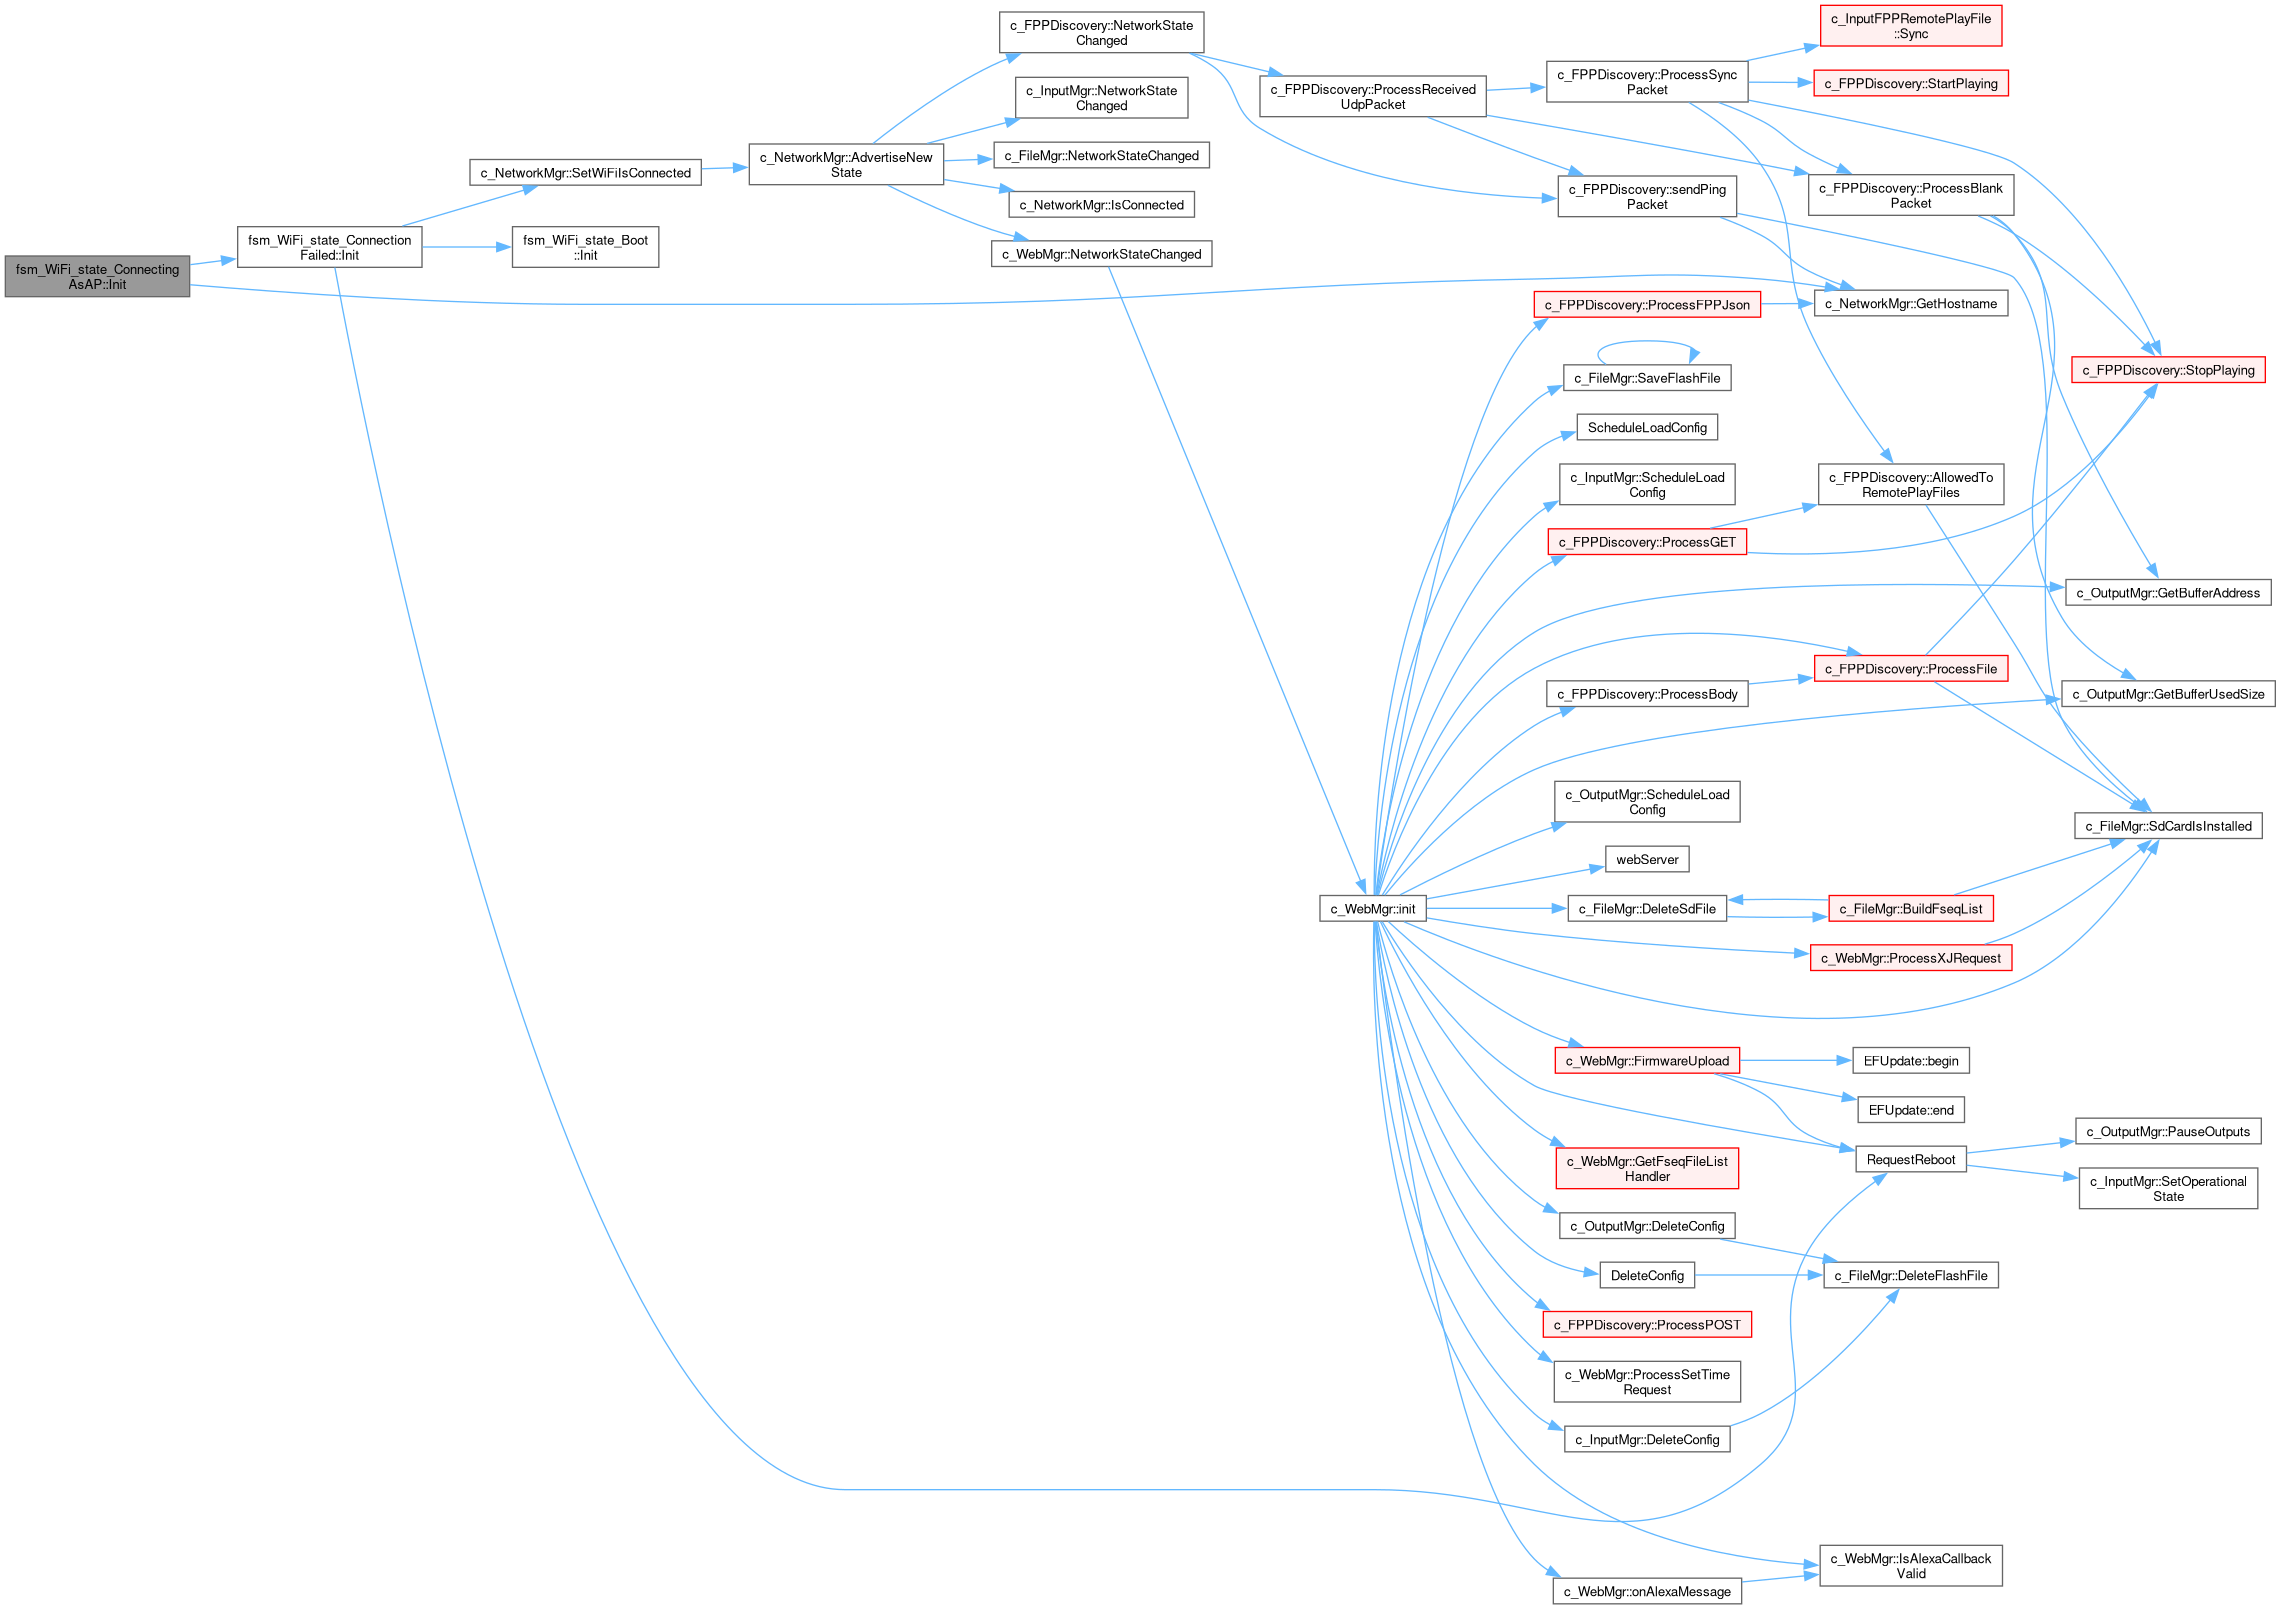 fsm_WiFi_state_Connecting
AsAP::Init
fsm_WiFi_state_Connection
Failed::Init
c_NetworkMgr::SetWiFiIsConnected
fsm_WiFi_state_Boot
::Init
c_NetworkMgr::AdvertiseNew
State
c_FPPDiscovery::NetworkState
Changed
c_InputMgr::NetworkState
Changed
c_FileMgr::NetworkStateChanged
c_NetworkMgr::IsConnected
c_WebMgr::NetworkStateChanged
c_FPPDiscovery::ProcessReceived
UdpPacket
c_WebMgr::init
c_FPPDiscovery::ProcessSync
Packet
c_FPPDiscovery::sendPing
Packet
c_FPPDiscovery::ProcessFPPJson
c_FileMgr::SaveFlashFile
ScheduleLoadConfig
c_InputMgr::ScheduleLoad
Config
c_FPPDiscovery::ProcessGET
c_FPPDiscovery::ProcessBody
c_OutputMgr::ScheduleLoad
Config
webServer
c_FileMgr::DeleteSdFile
c_WebMgr::FirmwareUpload
c_WebMgr::GetFseqFileList
Handler
c_OutputMgr::DeleteConfig
DeleteConfig
c_FPPDiscovery::ProcessPOST
c_WebMgr::ProcessSetTime
Request
c_InputMgr::DeleteConfig
c_WebMgr::onAlexaMessage
c_InputFPPRemotePlayFile
::Sync
c_FPPDiscovery::StartPlaying
c_FPPDiscovery::ProcessBlank
Packet
c_NetworkMgr::GetHostname
c_FPPDiscovery::AllowedTo
RemotePlayFiles
c_FPPDiscovery::ProcessFile
c_FileMgr::BuildFseqList
c_WebMgr::ProcessXJRequest
EFUpdate::begin
EFUpdate::end
RequestReboot
c_FileMgr::DeleteFlashFile
c_WebMgr::IsAlexaCallback
Valid
c_FPPDiscovery::StopPlaying
c_OutputMgr::GetBufferAddress
c_OutputMgr::GetBufferUsedSize
c_FileMgr::SdCardIsInstalled
c_OutputMgr::PauseOutputs
c_InputMgr::SetOperational
State